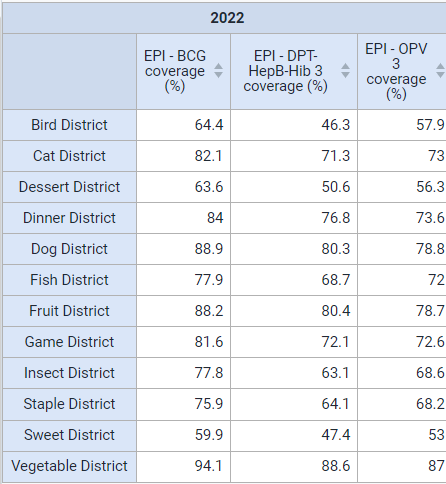 2022
EPI - BCG coverage (%) EPI - DPT-HepB-Hib 3 coverage (%) EPI - OPV 3 coverage (%)
Bird District 64.4 46.3 57.9
Cat District 82.1 71.3 73
Dessert District 63.6 50.6 56.3
Dinner District 84 76.8 73.6
Dog District 88.9 80.3 78.8
Fish District 77.9 68.7 72
Fruit District 88.2 80.4 78.7
Game District 81.6 72.1 72.6
Insect District 77.8 63.1 68.6
Staple District 75.9 64.1 68.2
Sweet District 59.9 47.4 53
Vegetable District 94.1 88.6 87